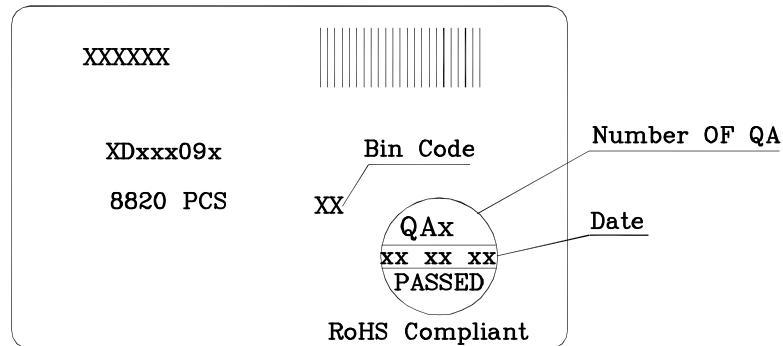 XXXXXX
XDxxx09x
Bin Code
Number OF QA
8820 PCS
XX
QAx
Date
xx xx xx
PASSED
RoHS Compliant